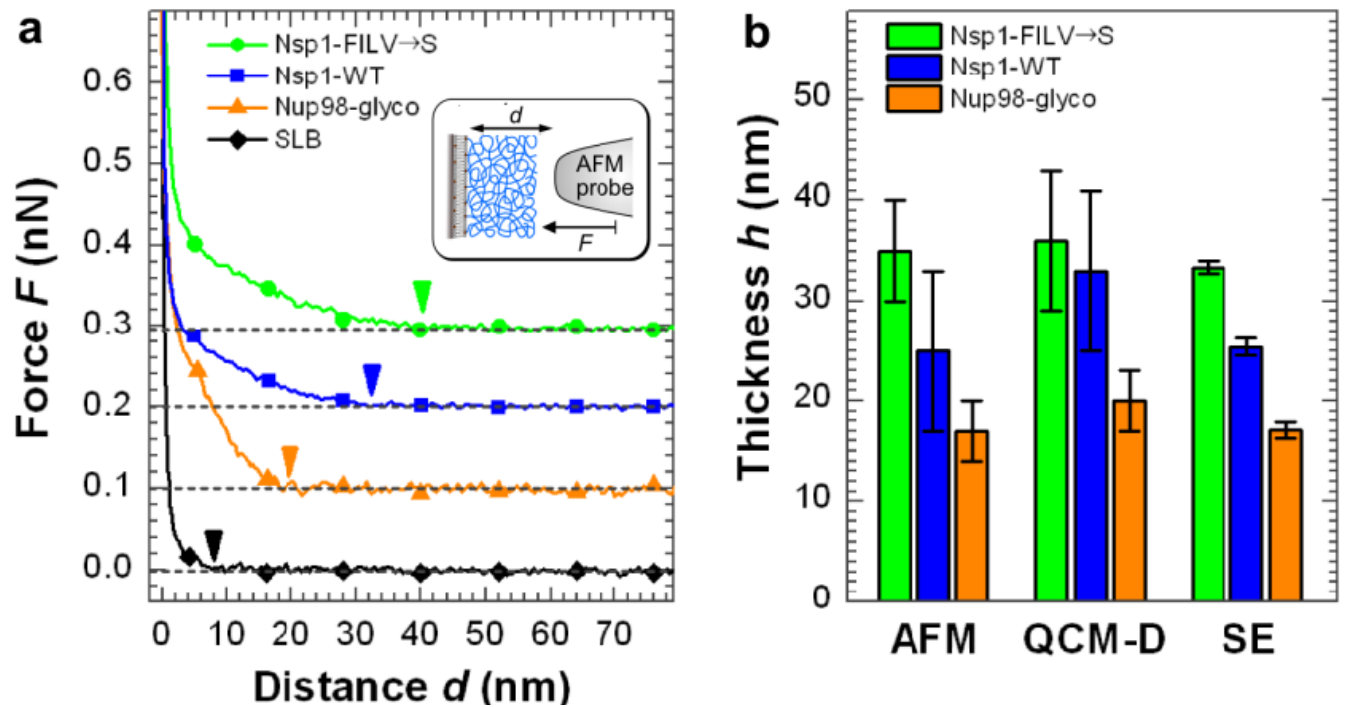 a
Nsp1-FILV→S
Nsp1-WT
Nup98-glyco
SLB
d
AFM
probe
F
0.6
0.5
0.4
0.3
0.2
0.1
0.0
Force F (nN)
0 10 20 30 40 50 60 70
Distance d (nm)
b
Nsp1-FILV→S
Nsp1-WT
Nup98-glyco
50
40
30
20
10
0
Thickness h (nm)
AFM QCM-D SE